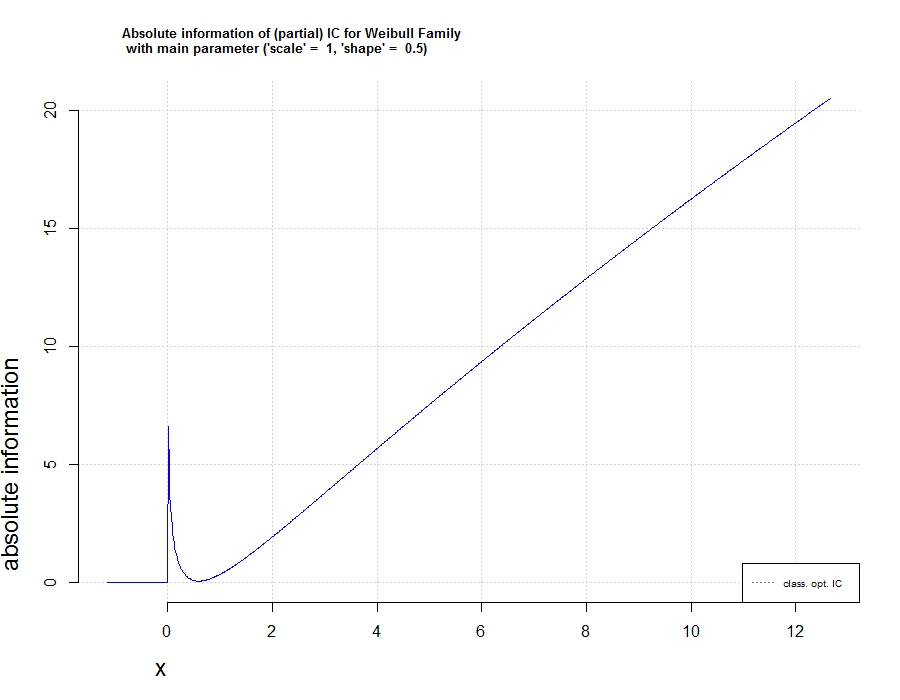 Absolute information of (partial) IC for Weibull Family
with main parameter ('scale' = 1, 'shape' = 0.5)
20
15
10
5
0
absolute information
class. opt. IC
0 2 4 6 8 10 12
x